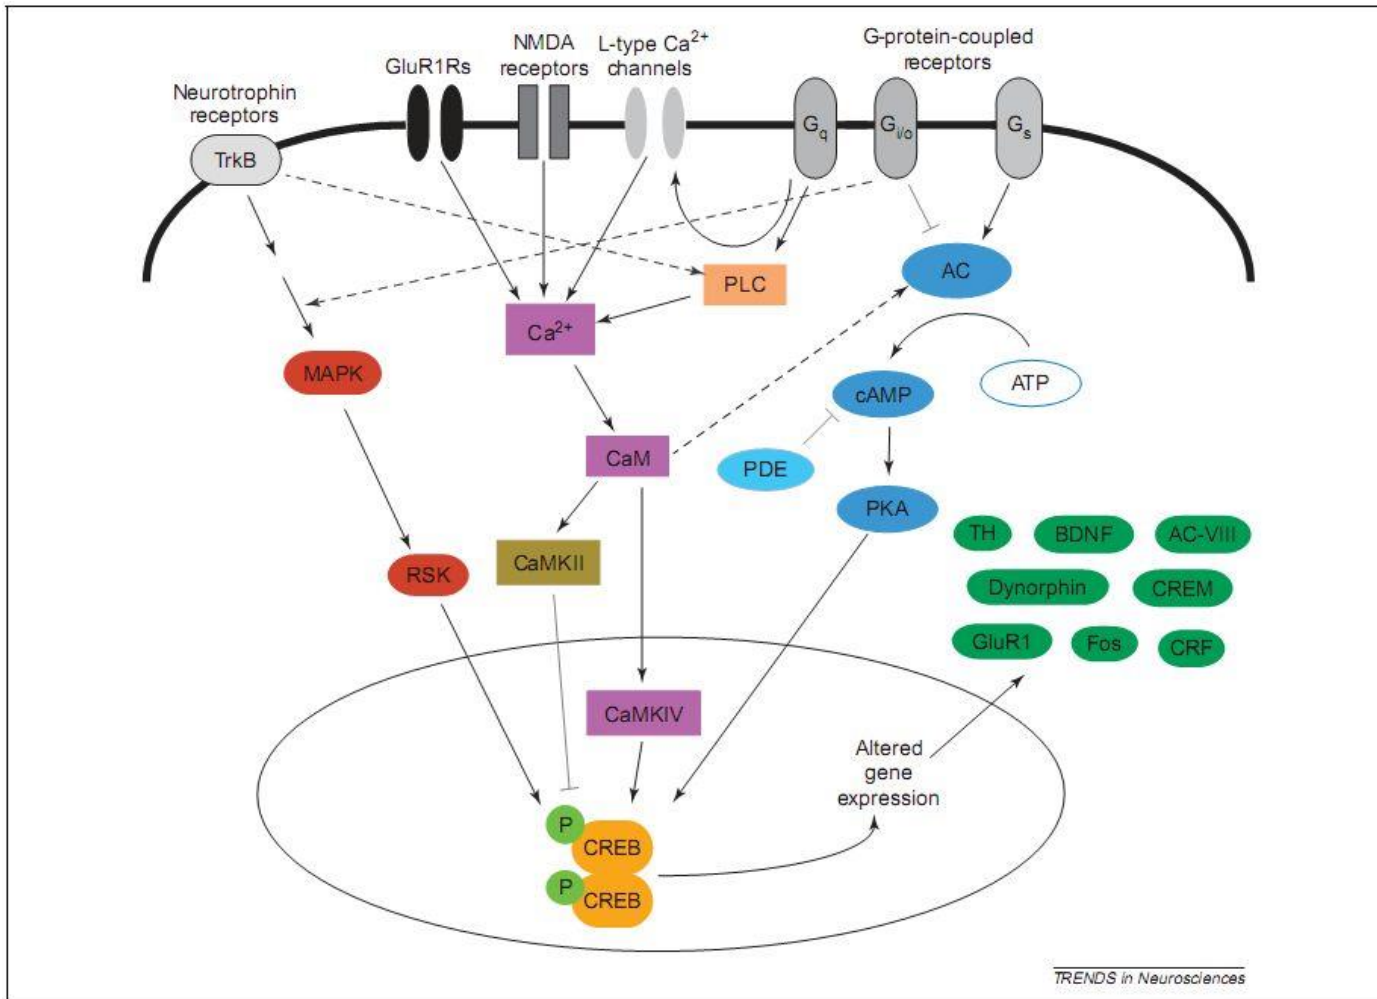 Neurotrophin
receptors
GluR1Rs
NMDA
receptors
L-type Ca²⁺
channels
G-protein-coupled
receptors
TrkB
Gq
Gi/o
Gs
AC
PLC
Ca²⁺
MAPK
cAMP
ATP
CaM
PDE
PKA
CaMKII
RSK
TH
BDNF
AC-VIII
Dynorphin
CREM
GluR1
Fos
CRF
CaMKIV
Altered
gene
expression
P
CREB
P
CREB
TRENDS in Neurosciences